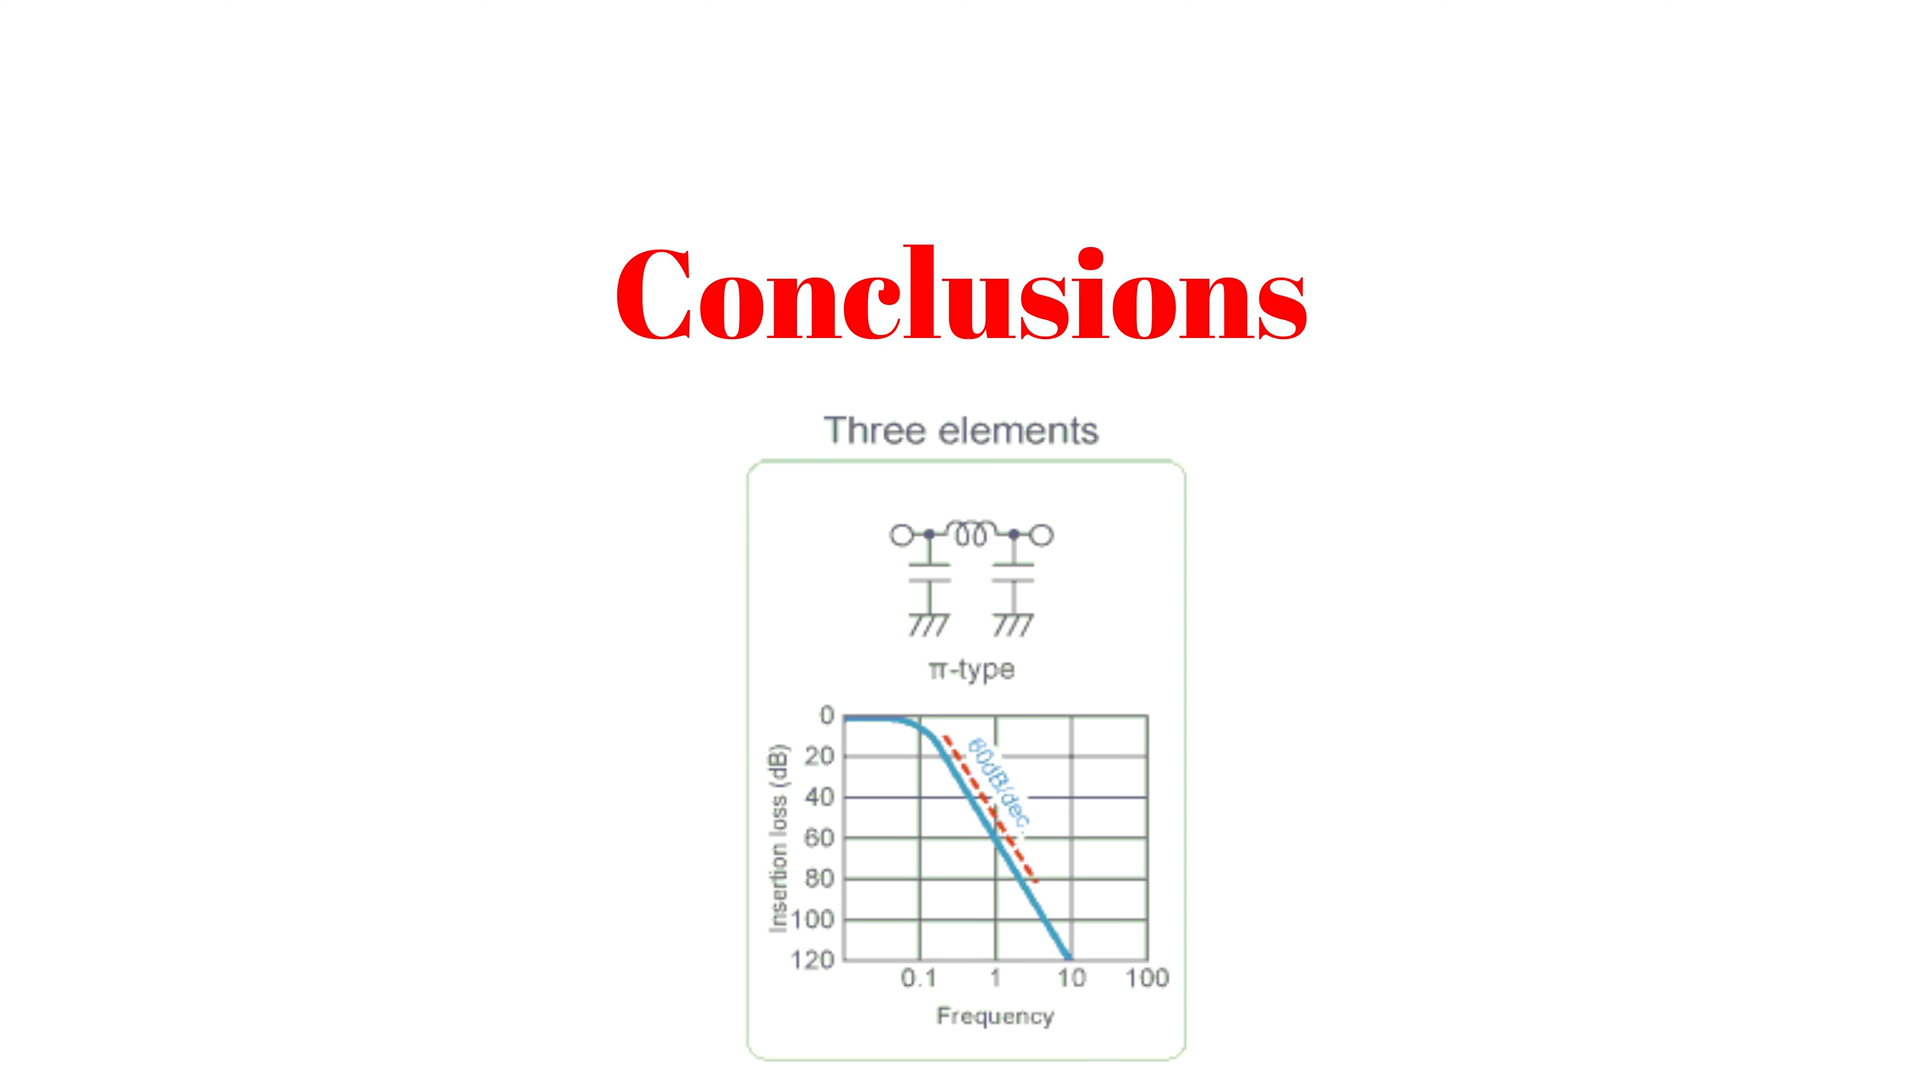 Conclusions
Three elements
π-type
0
20
40
60
80
100
120
Insertion loss (dB)
60dB/dec.
0.1 1 10 100
Frequency